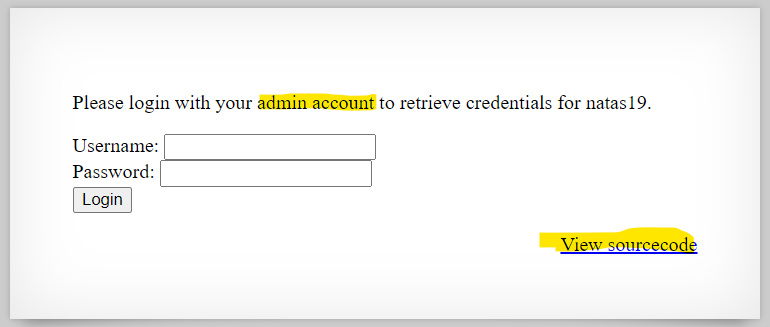 Please login with your admin account to retrieve credentials for natas19.
Username:
Password:
Login
View sourcecode